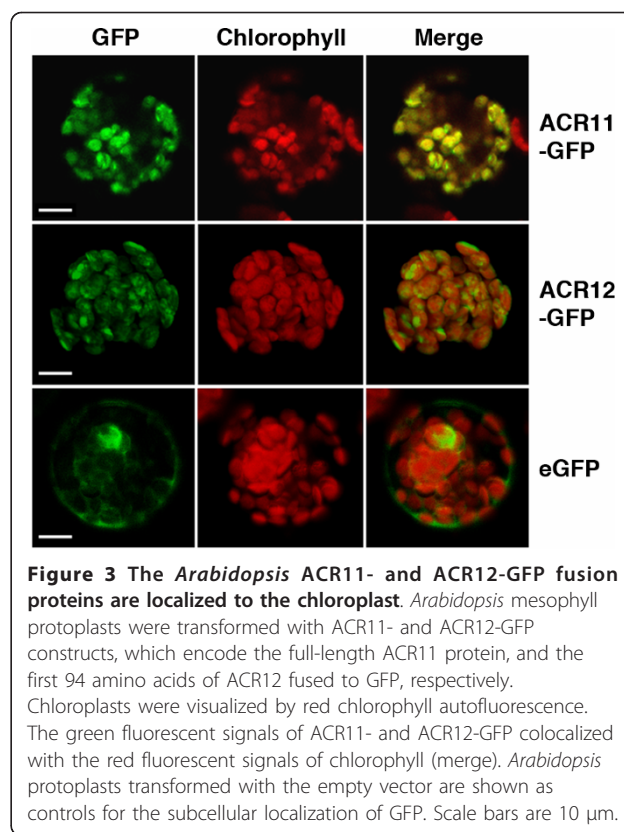 GFP Chlorophyll Merge
ACR11
-GFP
ACR12
-GFP
eGFP
Figure 3 The Arabidopsis ACR11- and ACR12-GFP fusion
proteins are localized to the chloroplast. Arabidopsis mesophyll
protoplasts were transformed with ACR11- and ACR12-GFP
constructs, which encode the full-length ACR11 protein, and the
first 94 amino acids of ACR12 fused to GFP, respectively.
Chloroplasts were visualized by red chlorophyll autofluorescence.
The green fluorescent signals of ACR11- and ACR12-GFP colocalized
with the red fluorescent signals of chlorophyll (merge). Arabidopsis
protoplasts transformed with the empty vector are shown as
controls for the subcellular localization of GFP. Scale bars are 10 μm.